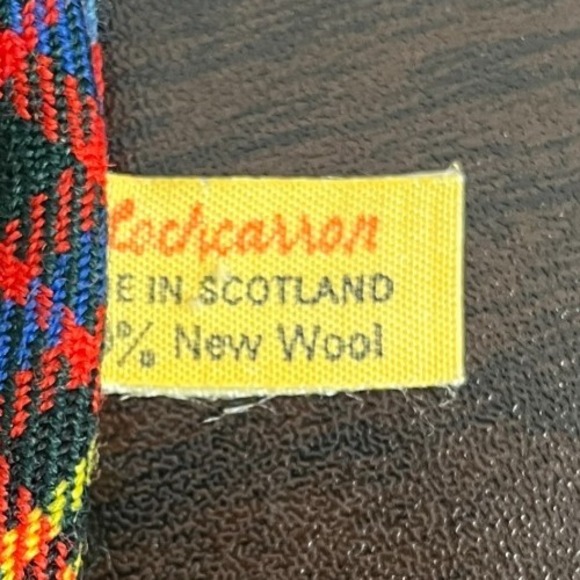 Lochcarron
E IN SCOTLAND
% New Wool